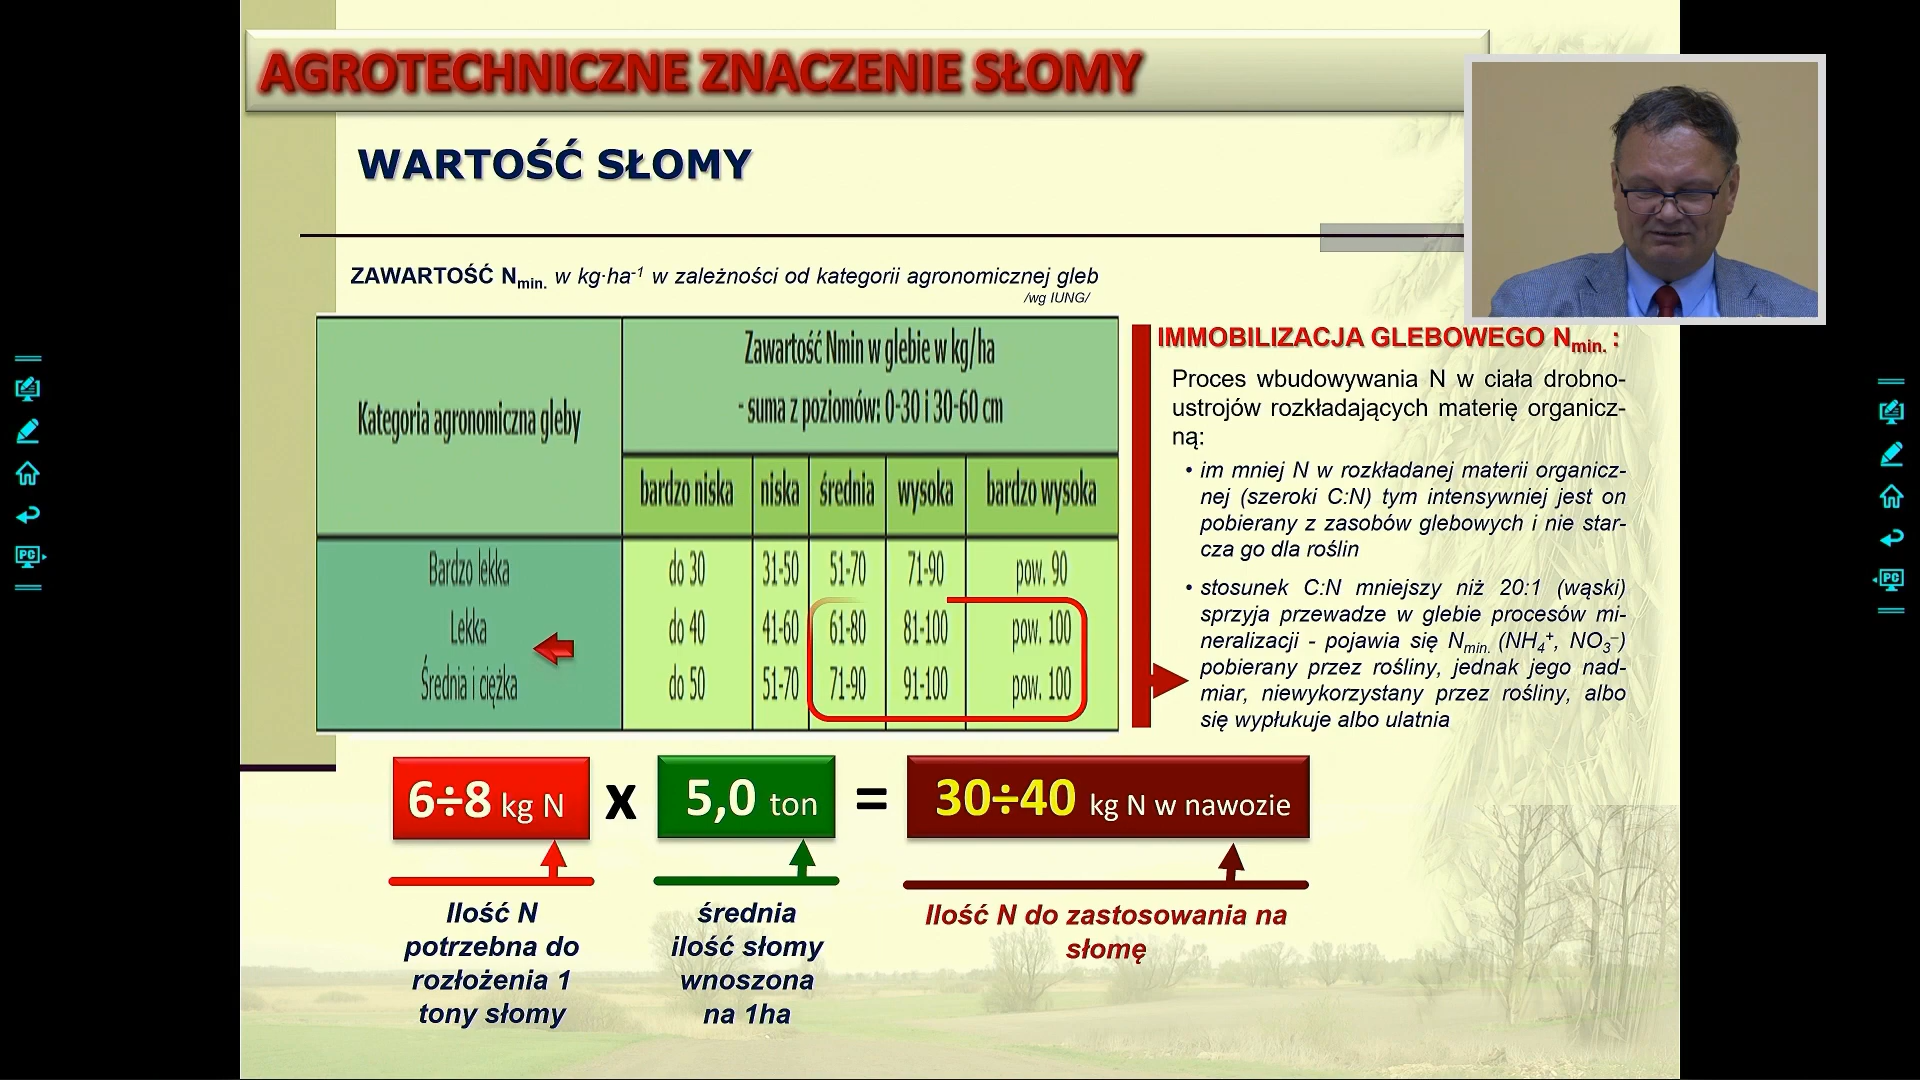 AGROTECHNICZNE ZNACZENIE SŁOMY
WARTOŚĆ SŁOMY
ZAWARTOŚĆ Nmin. w kg·ha-1 w zależności od kategorii agronomicznej gleb
/wg IUNG/
Kategoria agronomiczna gleby
Zawartość Nmin w glebie w kg/ha
- suma z poziomów: 0-30 i 30-60 cm
bardzo niska niska średnia wysoka bardzo wysoka
Bardzo lekka do 30 31-50 51-70 71-90 pow. 90
Lekka do 40 41-60 61-80 81-100 pow. 100
Średnia i ciężka do 50 51-70 71-90 91-100 pow. 100
IMMOBILIZACJA GLEBOWEGO Nmin. :
Proces wbudowywania N w ciała drobno-
ustrojów rozkładających materię organicz-
ną:
• im mniej N w rozkładanej materii organicz-
nej (szeroki C:N) tym intensywniej jest on
pobierany z zasobów glebowych i nie star-
cza go dla roślin
• stosunek C:N mniejszy niż 20:1 (wąski)
sprzyja przewadze w glebie procesów mi-
neralizacji - pojawia się Nmin. (NH4+, NO3–)
pobierany przez rośliny, jednak jego nad-
miar, niewykorzystany przez rośliny, albo
się wypłukuje albo ulatnia
6÷8 kg N x 5,0 ton = 30÷40 kg N w nawozie
Ilość N
potrzebna do
rozłożenia 1
tony słomy
średnia
ilość słomy
wnoszona
na 1ha
Ilość N do zastosowania na
słomę
PC
PC